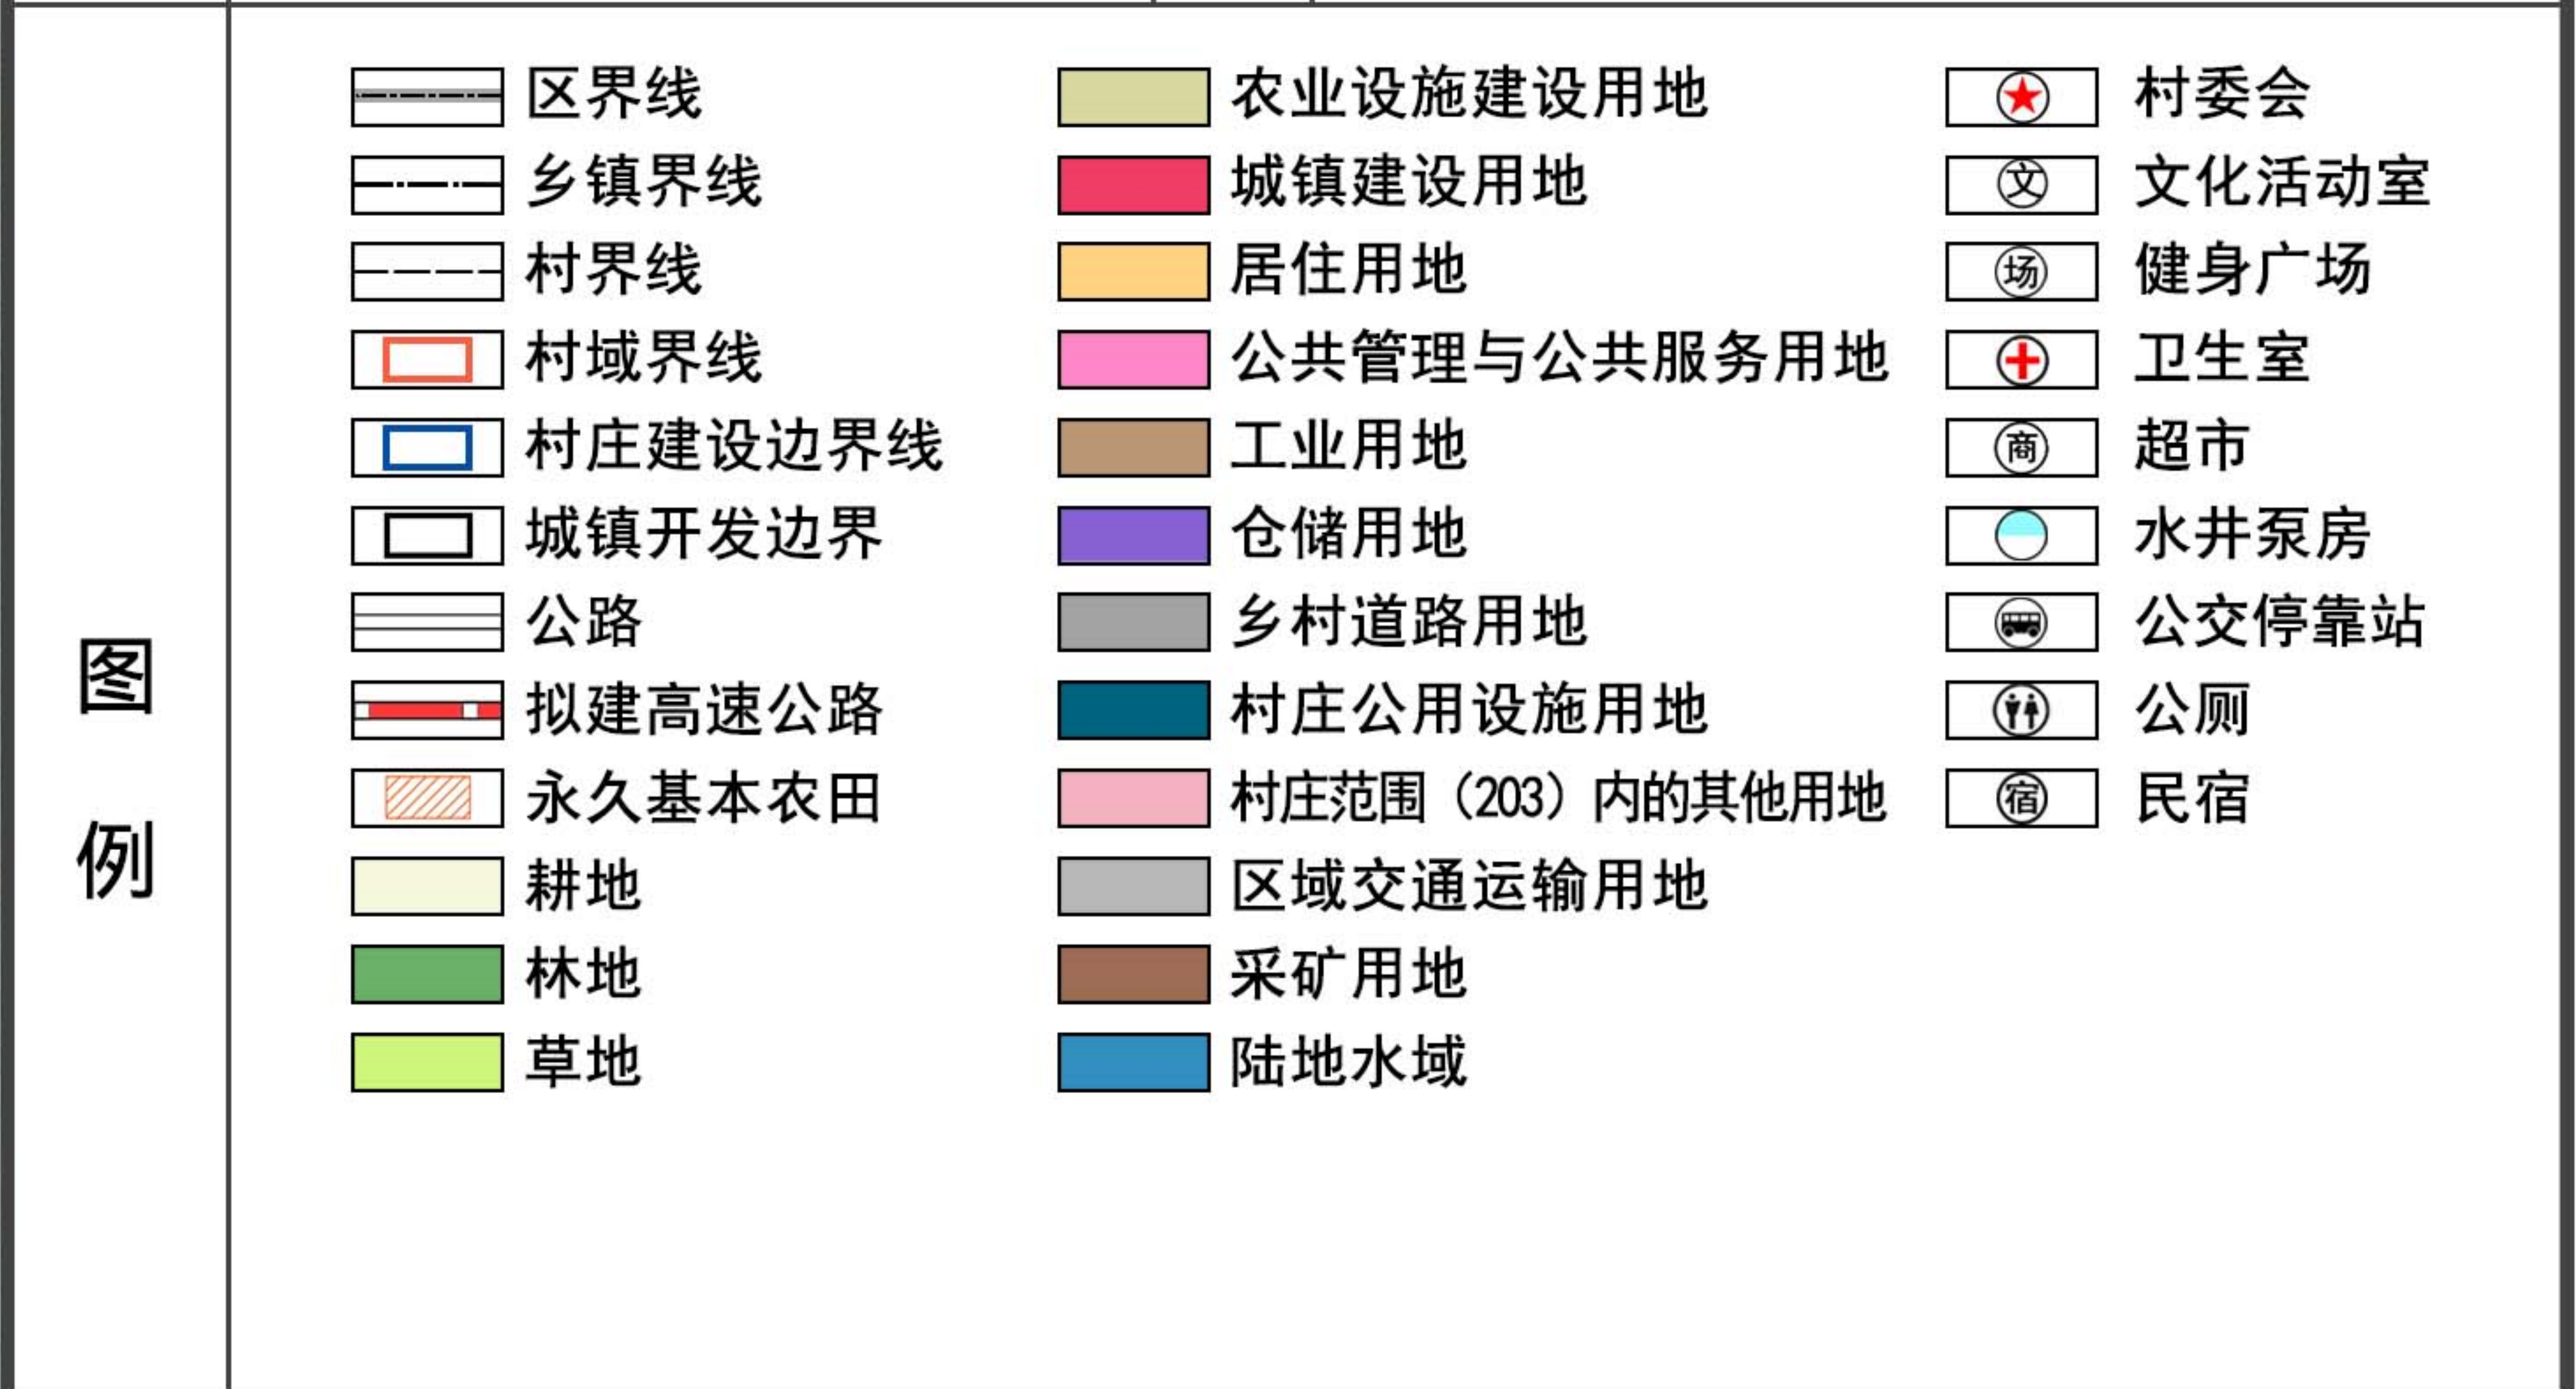 图例
区界线
乡镇界线
村界线
村域界线
村庄建设边界线
城镇开发边界
公路
拟建高速公路
永久基本农田
耕地
林地
草地
农业设施建设用地
城镇建设用地
居住用地
公共管理与公共服务用地
工业用地
仓储用地
乡村道路用地
村庄公用设施用地
村庄范围（203）内的其他用地
区域交通运输用地
采矿用地
陆地水域
村委会
文 文化活动室
场 健身广场
卫生室
商 超市
水井泵房
公交停靠站
公厕
宿 民宿